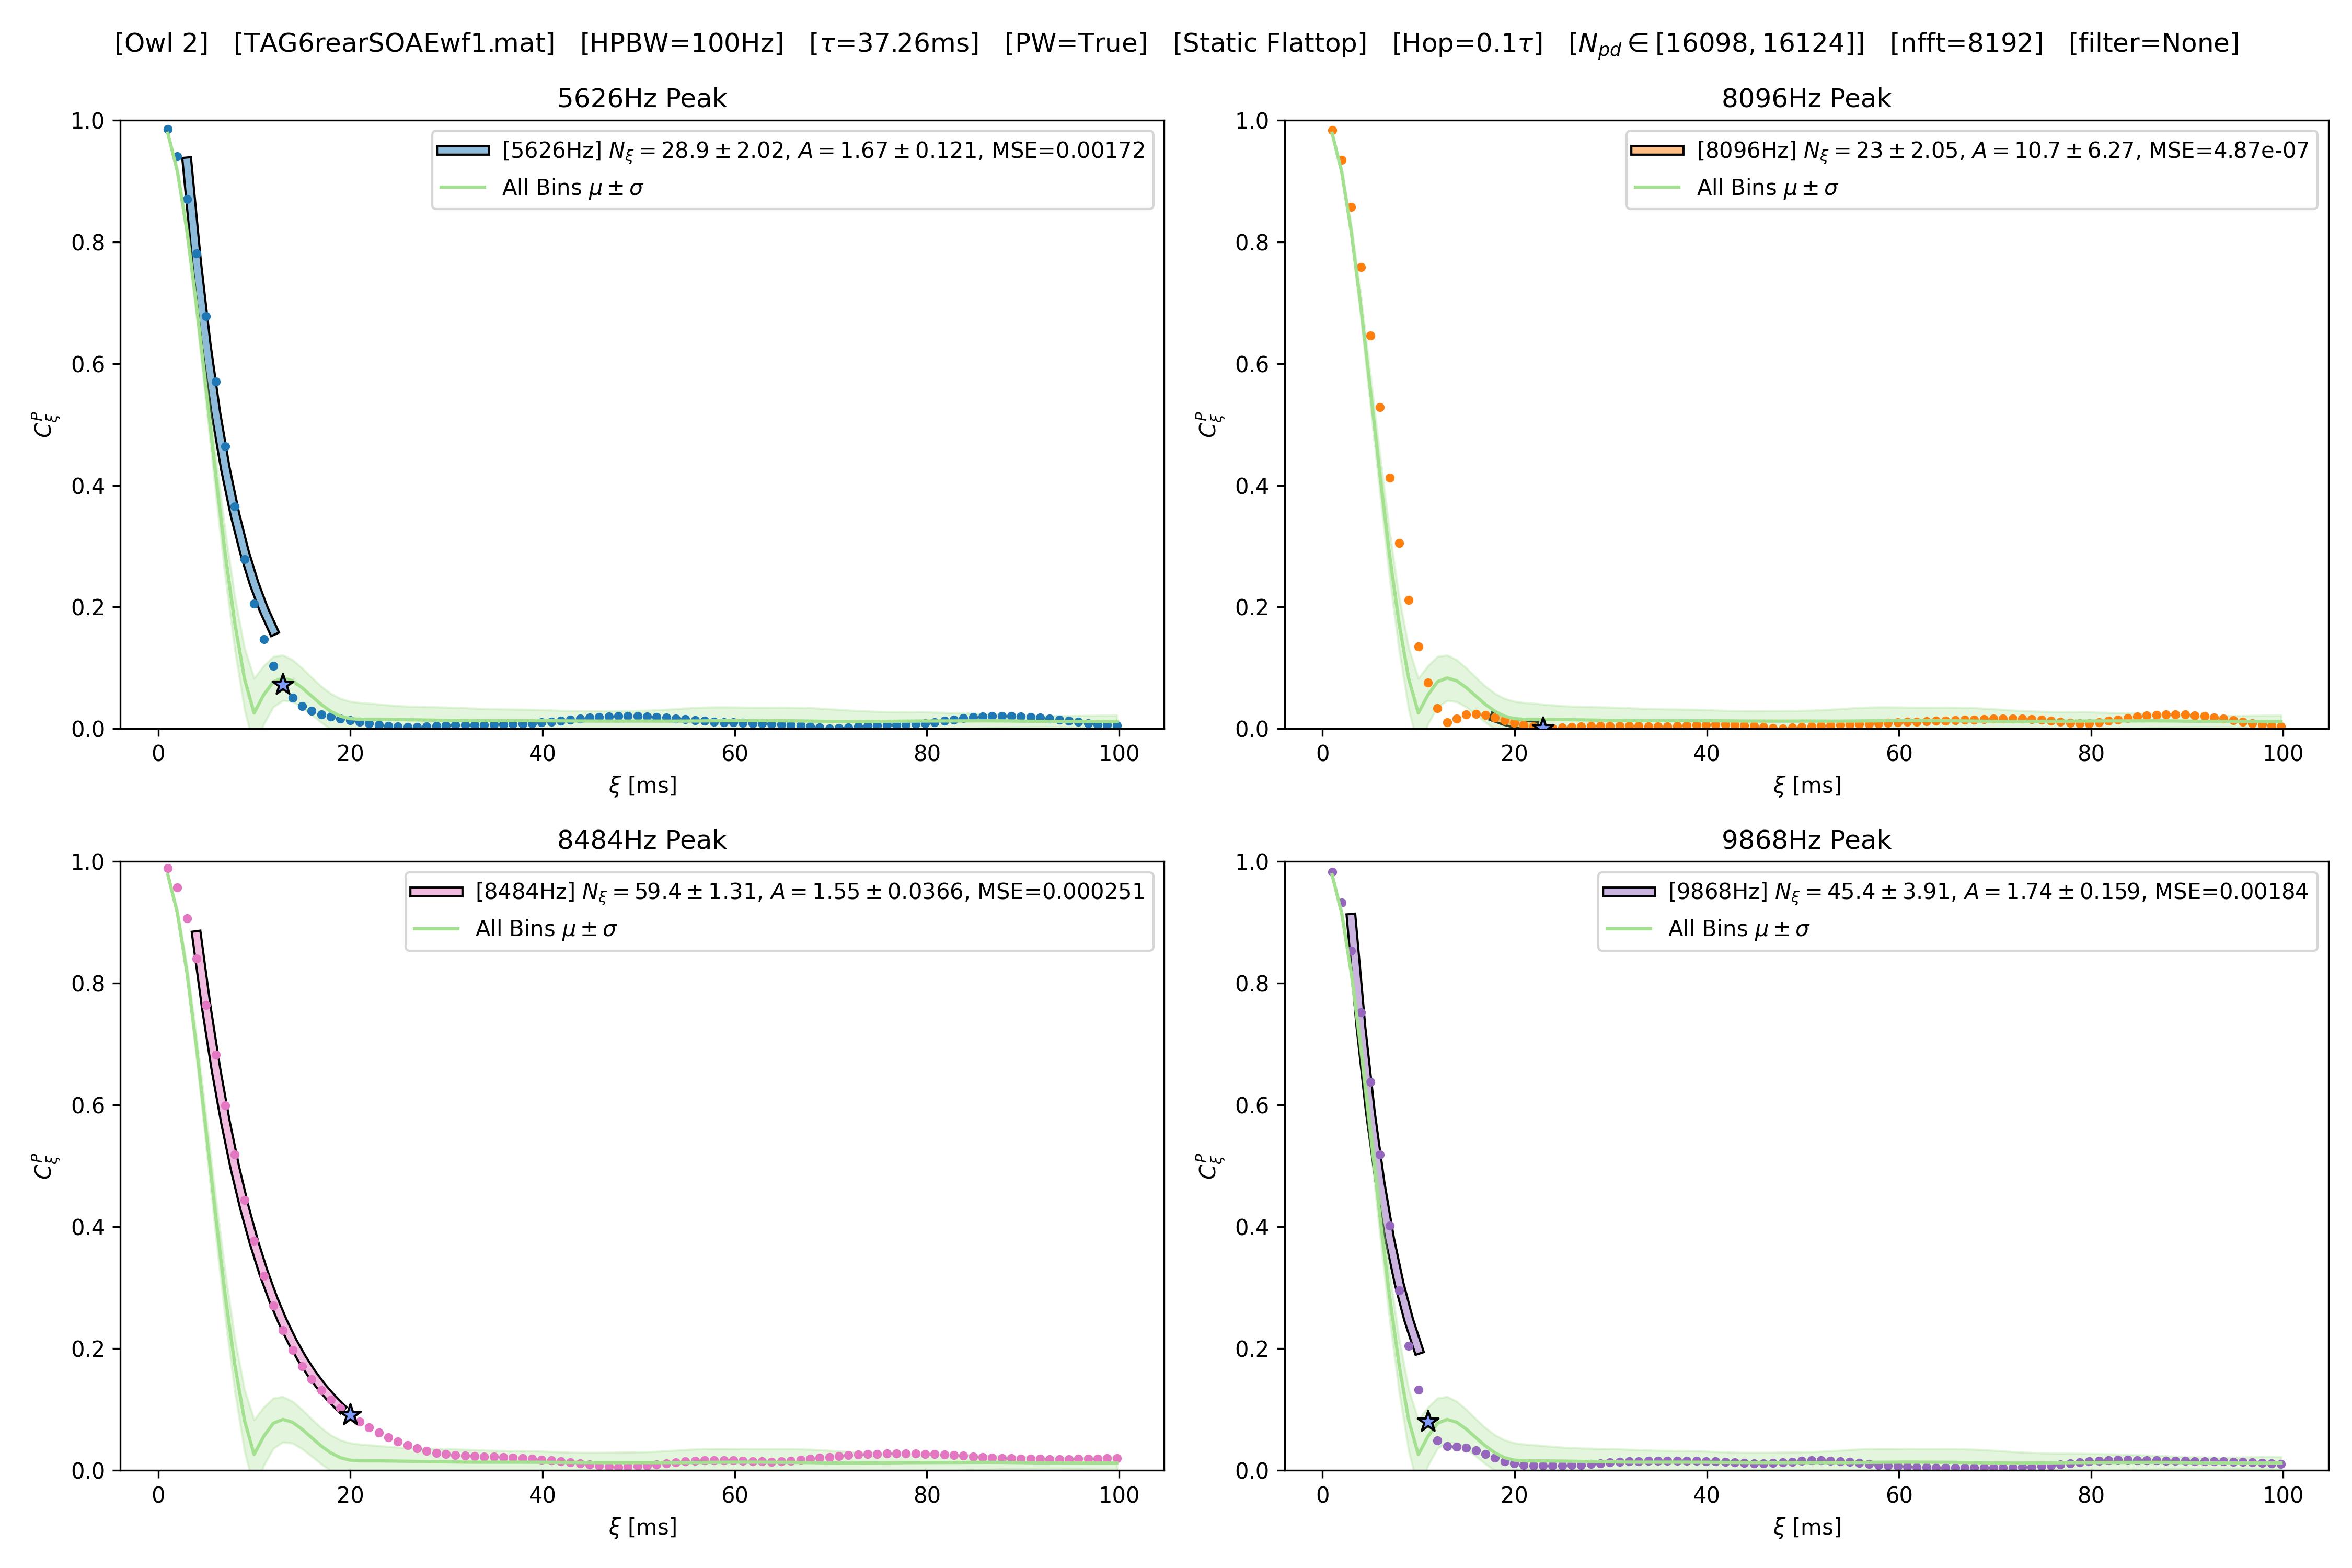 [Owl 2] [TAG6rearSOAEwf1.mat] [HPBW=100Hz] [τ=37.26ms] [PW=True] [Static Flattop] [Hop=0.1τ] [N_pd ∈ [16098, 16124]] [nfft=8192] [filter=None]
5626Hz Peak
[5626Hz] N_ξ = 28.9 ± 2.02, A = 1.67 ± 0.121, MSE=0.00172
All Bins μ ± σ
C_ξ^P
1.0
0.8
0.6
0.4
0.2
0.0
0 20 40 60 80 100
ξ [ms]
8096Hz Peak
[8096Hz] N_ξ = 23 ± 2.05, A = 10.7 ± 6.27, MSE=4.87e-07
All Bins μ ± σ
C_ξ^P
1.0
0.8
0.6
0.4
0.2
0.0
0 20 40 60 80 100
ξ [ms]
8484Hz Peak
[8484Hz] N_ξ = 59.4 ± 1.31, A = 1.55 ± 0.0366, MSE=0.000251
All Bins μ ± σ
C_ξ^P
1.0
0.8
0.6
0.4
0.2
0.0
0 20 40 60 80 100
ξ [ms]
9868Hz Peak
[9868Hz] N_ξ = 45.4 ± 3.91, A = 1.74 ± 0.159, MSE=0.00184
All Bins μ ± σ
C_ξ^P
1.0
0.8
0.6
0.4
0.2
0.0
0 20 40 60 80 100
ξ [ms]